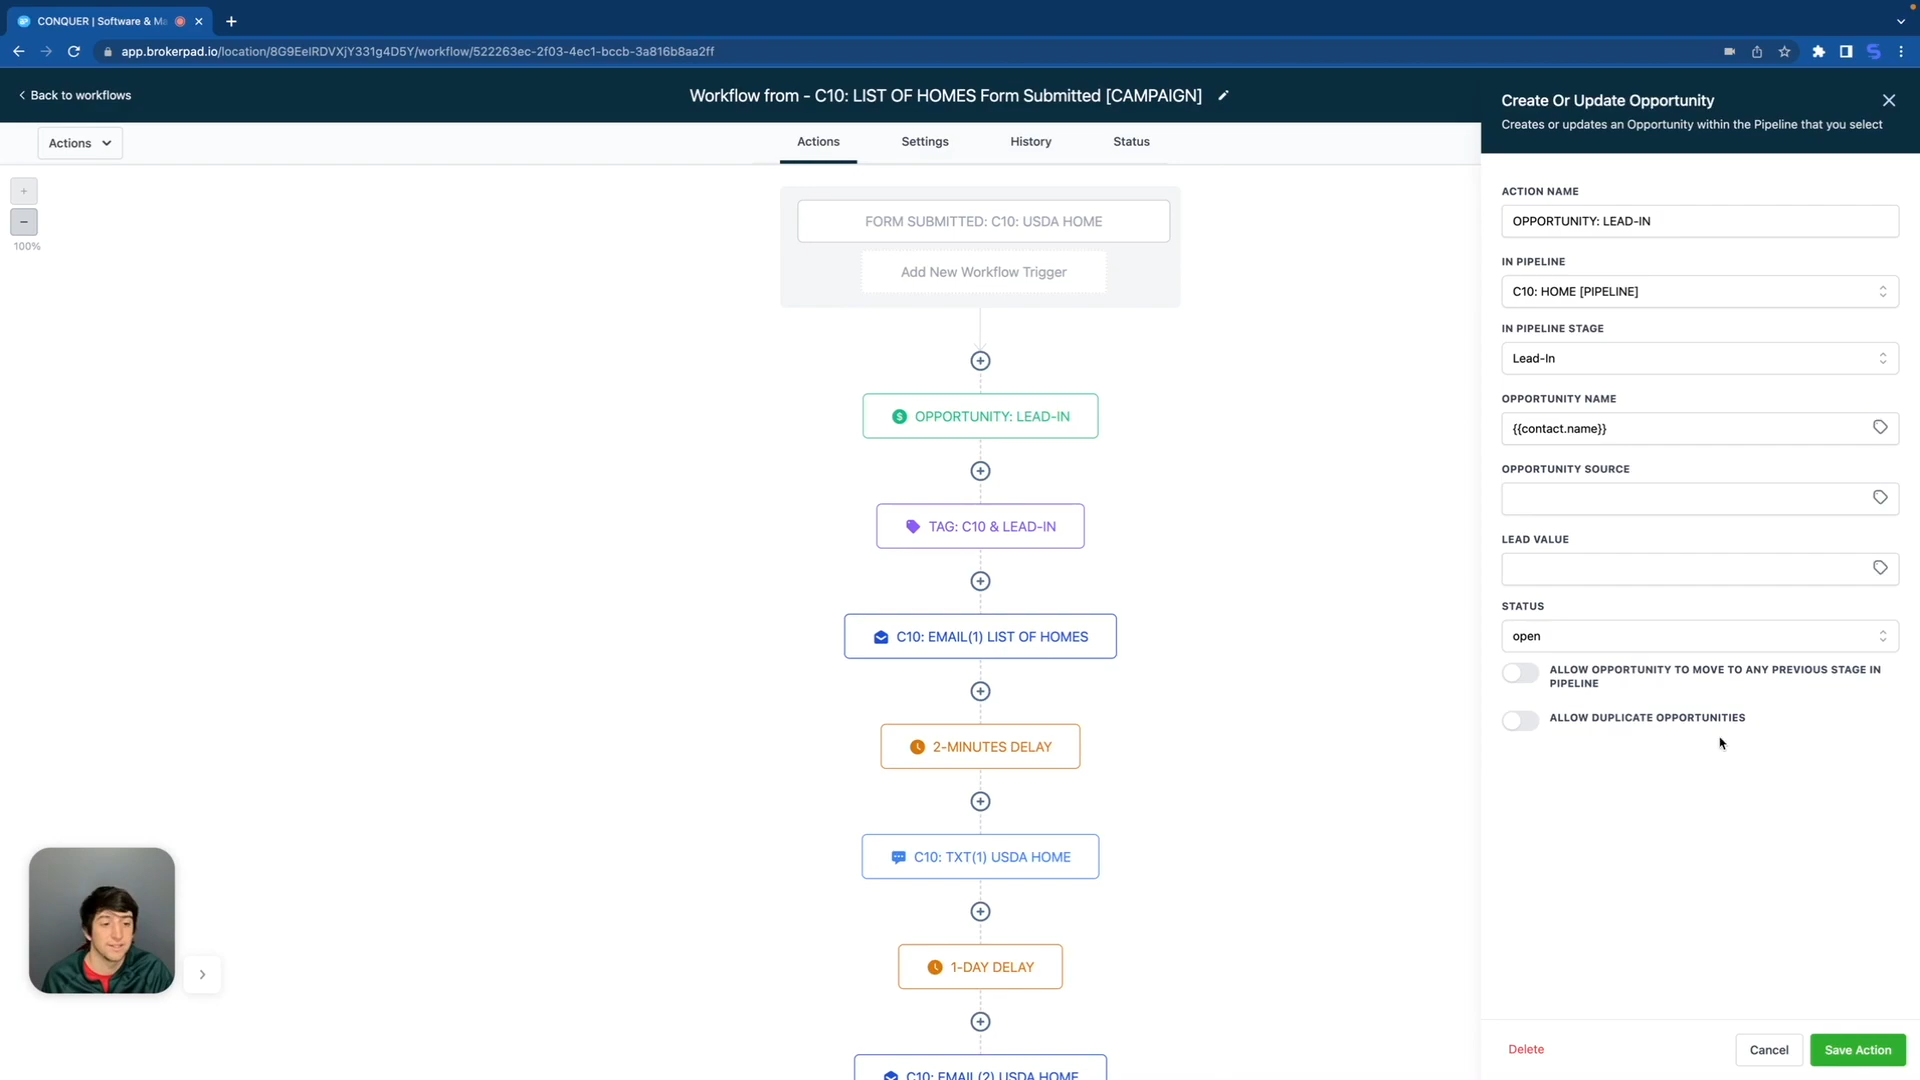 CONQUER | Software & Ma
app.brokerpad.io/location/8G9EeIRDVXjY331g4D5Y/workflow/522263ec-2f03-4ec1-bccb-3a816b8aa2ff
Back to workflows
Workflow from - C10: LIST OF HOMES Form Submitted [CAMPAIGN]
Actions
Actions
Settings
History
Status
+
−
100%
FORM SUBMITTED: C10: USDA HOME
Add New Workflow Trigger
OPPORTUNITY: LEAD-IN
TAG: C10 & LEAD-IN
C10: EMAIL(1) LIST OF HOMES
2-MINUTES DELAY
C10: TXT(1) USDA HOME
1-DAY DELAY
C10: EMAIL(2) USDA HOME
Create Or Update Opportunity
Creates or updates an Opportunity within the Pipeline that you select
ACTION NAME
OPPORTUNITY: LEAD-IN
IN PIPELINE
C10: HOME [PIPELINE]
IN PIPELINE STAGE
Lead-In
OPPORTUNITY NAME
{{contact.name}}
OPPORTUNITY SOURCE
LEAD VALUE
STATUS
open
ALLOW OPPORTUNITY TO MOVE TO ANY PREVIOUS STAGE IN
PIPELINE
ALLOW DUPLICATE OPPORTUNITIES
Delete
Cancel
Save Action